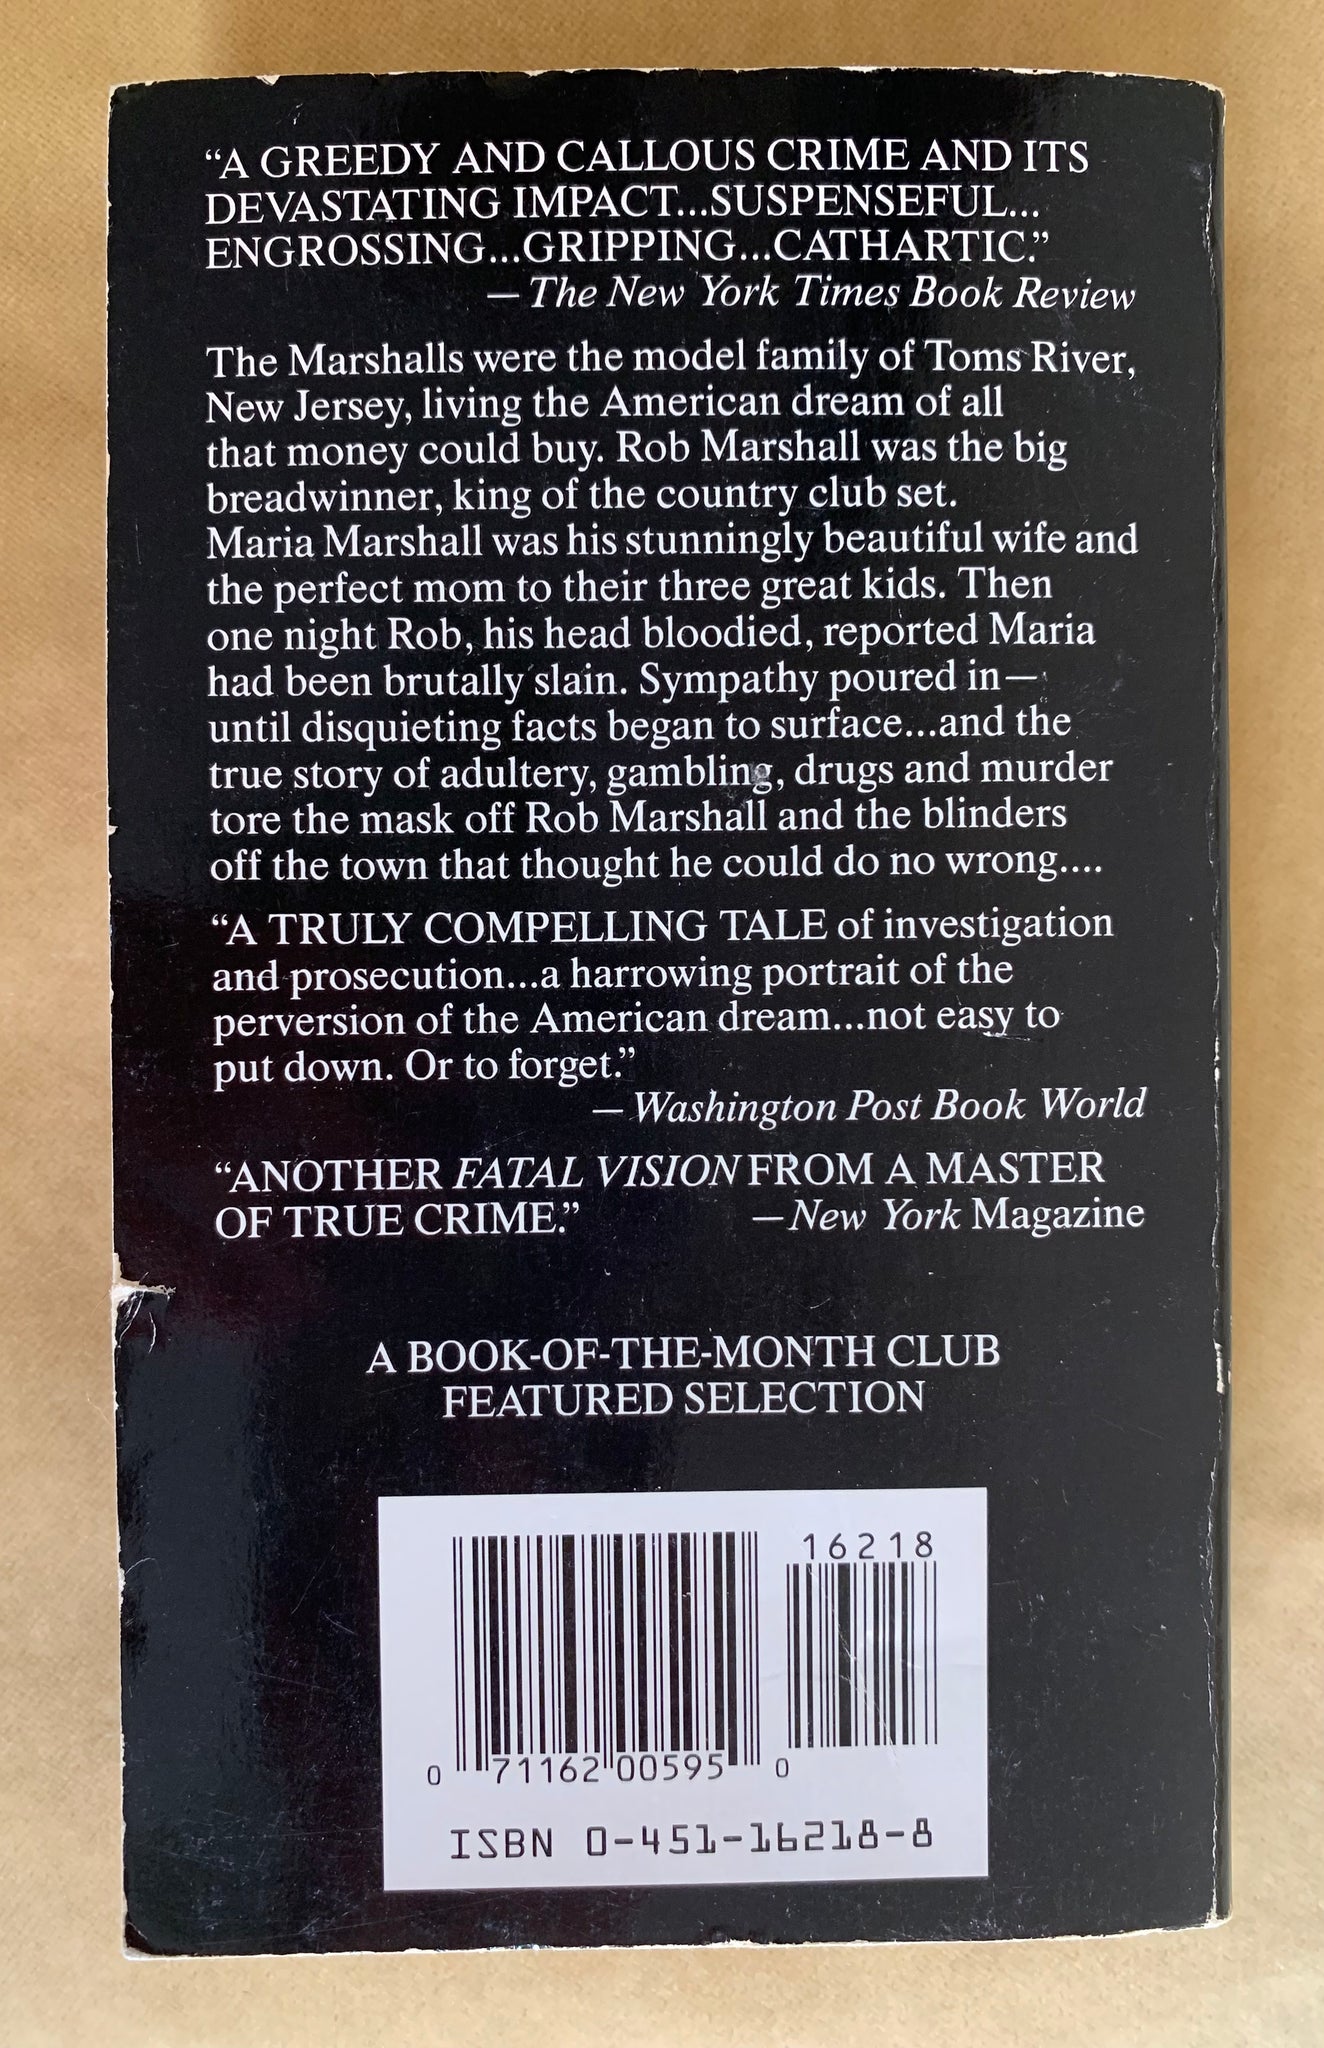 “A GREEDY AND CALLOUS CRIME AND ITS
DEVASTATING IMPACT...SUSPENSEFUL...
ENGROSSING...GRIPPING...CATHARTIC.”
—The New York Times Book Review
The Marshalls were the model family of Toms River,
New Jersey, living the American dream of all
that money could buy. Rob Marshall was the big
breadwinner, king of the country club set.
Maria Marshall was his stunningly beautiful wife and
the perfect mom to their three great kids. Then
one night Rob, his head bloodied, reported Maria
had been brutally slain. Sympathy poured in—
until disquieting facts began to surface...and the
true story of adultery, gambling, drugs and murder
tore the mask off Rob Marshall and the blinders
off the town that thought he could do no wrong....
“A TRULY COMPELLING TALE of investigation
and prosecution...a harrowing portrait of the
perversion of the American dream...not easy to
put down. Or to forget.”
—Washington Post Book World
“ANOTHER FATAL VISION FROM A MASTER
OF TRUE CRIME.” —New York Magazine
A BOOK-OF-THE-MONTH CLUB
FEATURED SELECTION
16218
0 71162 00595 0
ISBN 0-451-16218-8